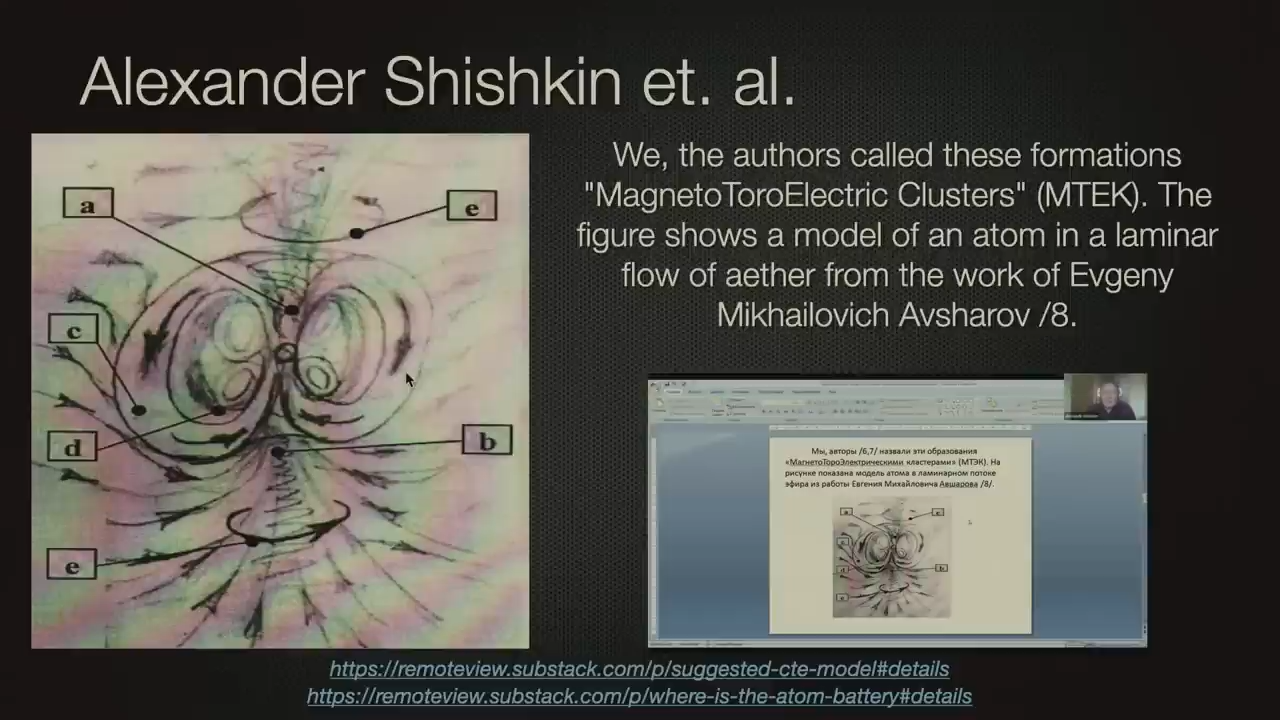 Alexander Shishkin et. al.
a
e
c
d
b
e
We, the authors called these formations
"MagnetoToroElectric Clusters" (MTEK). The
figure shows a model of an atom in a laminar
flow of aether from the work of Evgeny
Mikhailovich Avsharov /8.
Мы, авторы /6,7/ назвали эти образования
«МагнетоТороЭлектрическими кластерами» (МТЭК). На
рисунке показана модель атома в ламинарном потоке
эфира из работы Евгения Михайловича Авшарова /8/.
a
e
d
b
https://remoteview.substack.com/p/suggested-cte-model#details
https://remoteview.substack.com/p/where-is-the-atom-battery#details